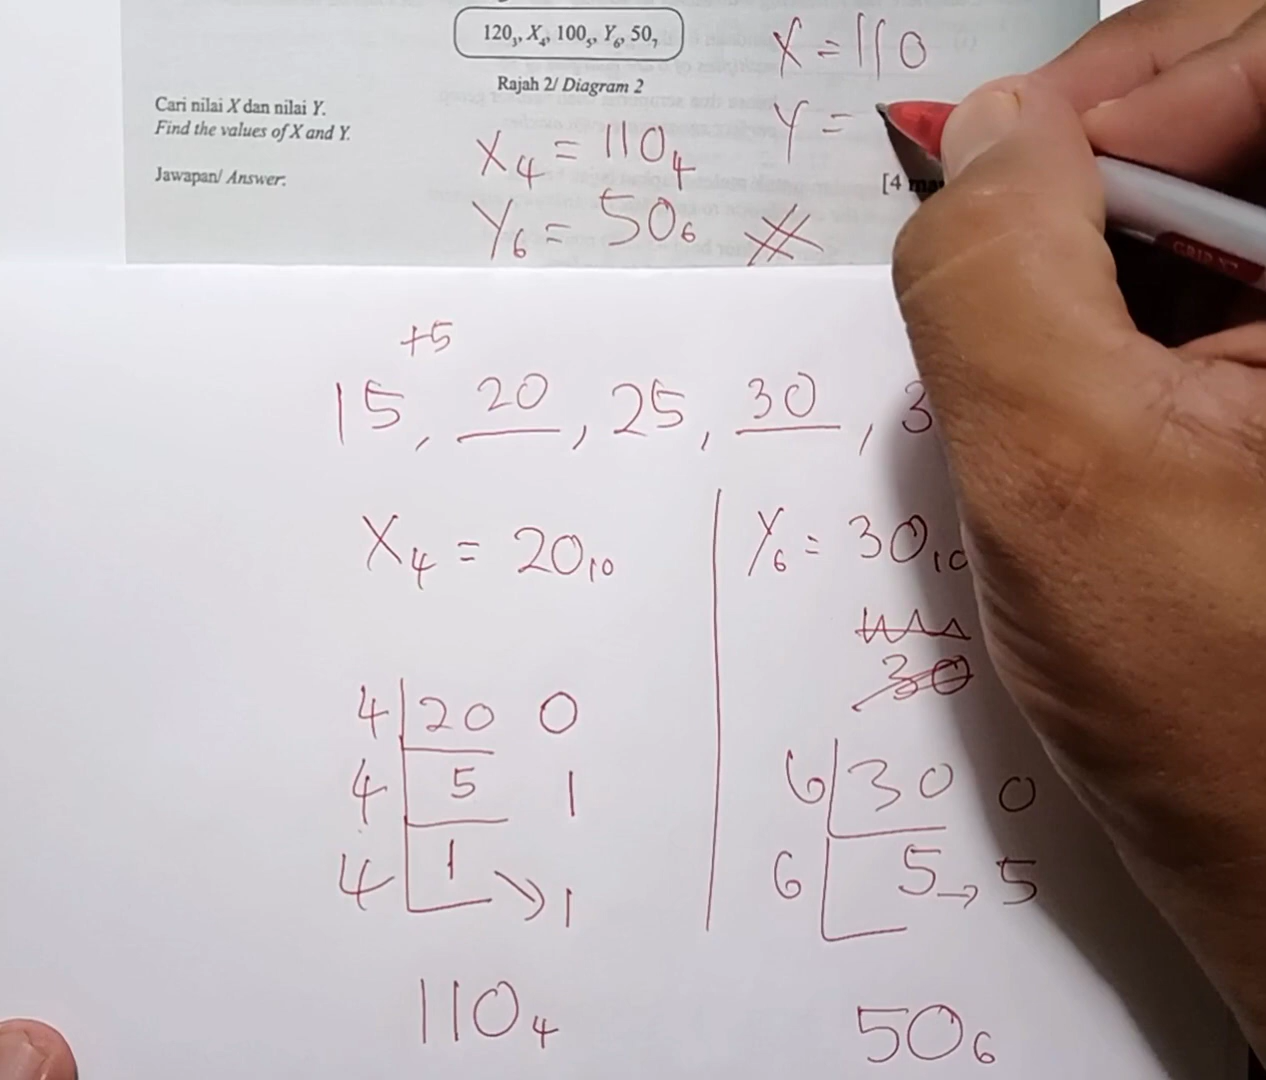 120₃, X₄, 100₅, Y₆, 50₇
Rajah 2/ Diagram 2
Cari nilai X dan nilai Y.
Find the values of X and Y.
Jawapan/ Answer:
[4
X = 110
Y =
X₄ = 110₄
Y₆ = 50₆
+5
15, 20, 25, 30, 3
X₄ = 20₁₀
Y₆ = 30₁₀
30
4 20 0
4 5 1
4 1 → 1
110₄
6 30 0
6 5 → 5
50₆